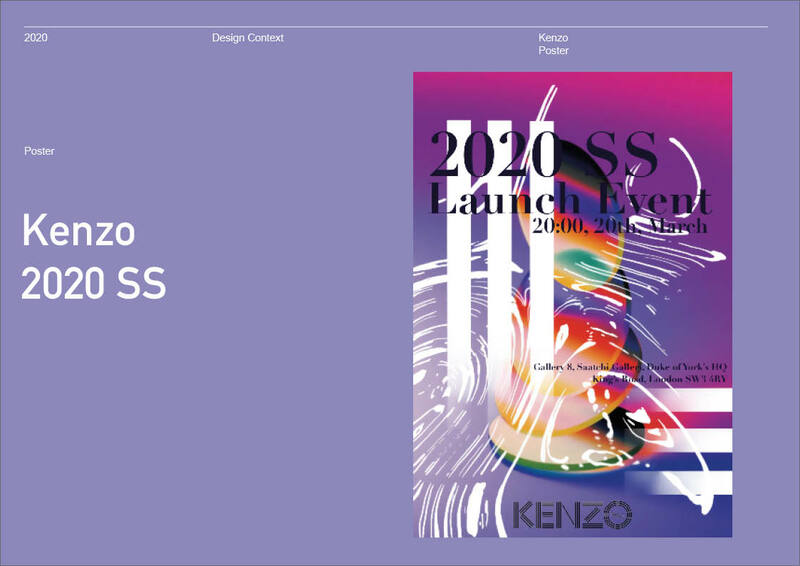 2020
Design Context
Kenzo
Poster
Poster
Kenzo
2020 SS
2020 SS
Launch Event
20:00, 20th, March
Gallery 8, Saatchi Gallery, Duke of York's HQ
King's Road, London SW3 4RY
KENZO